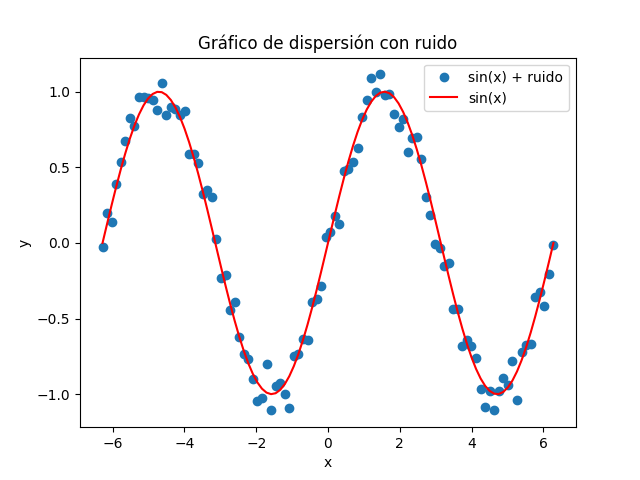 Gráfico de dispersión con ruido
sin(x) + ruido
sin(x)
1.0
0.5
0.0
−0.5
−1.0
y
−6
−4
−2
0
2
4
6
x